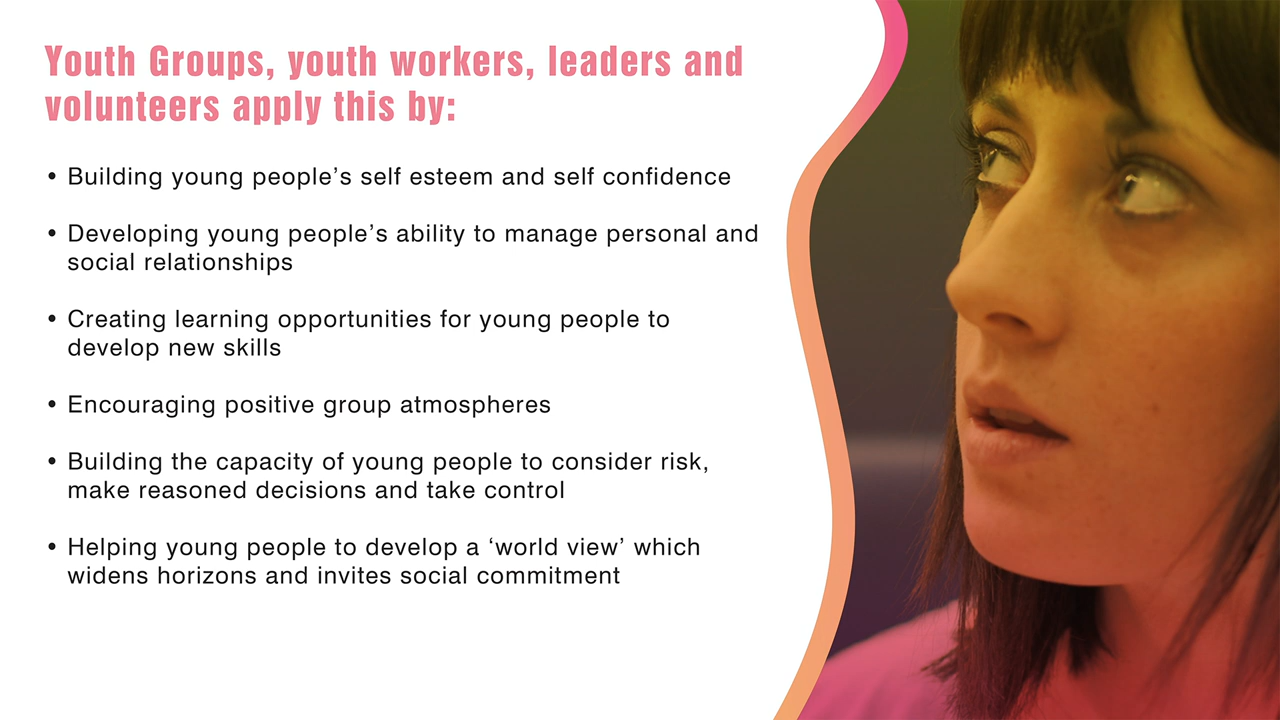 Youth Groups, youth workers, leaders and
volunteers apply this by:
• Building young people’s self esteem and self confidence
• Developing young people’s ability to manage personal and
social relationships
• Creating learning opportunities for young people to
develop new skills
• Encouraging positive group atmospheres
• Building the capacity of young people to consider risk,
make reasoned decisions and take control
• Helping young people to develop a ‘world view’ which
widens horizons and invites social commitment